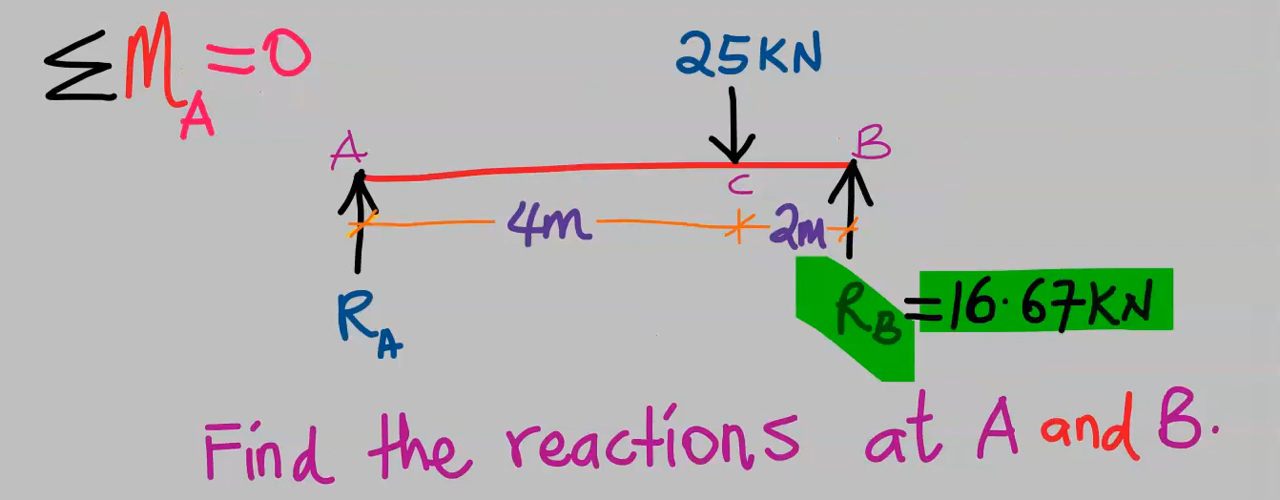 ΣM_A=0
25KN
A
B
C
4m
2m
R_A
R_B=16.67KN
Find the reactions at A and B.